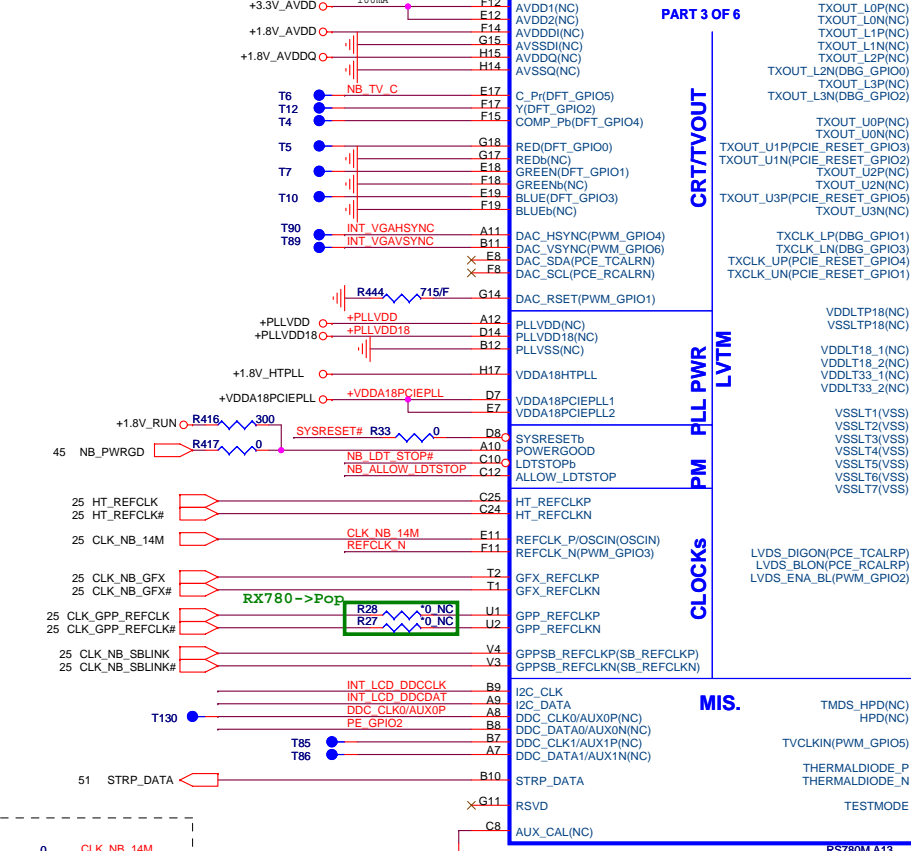 +3.3V_AVDD F12 AVDD1(NC) PART 3 OF 6 TXOUT_L0P(NC)
E12 AVDD2(NC) TXOUT_L0N(NC)
+1.8V_AVDD F14 AVDDDI(NC) TXOUT_L1P(NC)
G15 AVSSDI(NC) TXOUT_L1N(NC)
+1.8V_AVDDQ H15 AVDDQ(NC) TXOUT_L2P(NC)
H14 AVSSQ(NC) TXOUT_L2N(DBG_GPIO0)
TXOUT_L3P(NC)
T6 NB_TV_C E17 C_Pr(DFT_GPIO5) TXOUT_L3N(DBG_GPIO2)
T12 F17 Y(DFT_GPIO2)
T4 F15 COMP_Pb(DFT_GPIO4) TXOUT_U0P(NC)
CRT/TVOUT
TXOUT_U0N(NC)
T5 G18 RED(DFT_GPIO0) TXOUT_U1P(PCIE_RESET_GPIO3)
G17 REDb(NC) TXOUT_U1N(PCIE_RESET_GPIO2)
T7 E18 GREEN(DFT_GPIO1) TXOUT_U2P(NC)
F18 GREENb(NC) TXOUT_U2N(NC)
T10 E19 BLUE(DFT_GPIO3) TXOUT_U3P(PCIE_RESET_GPIO5)
F19 BLUEb(NC) TXOUT_U3N(NC)
T90 INT_VGAHSYNC A11 DAC_HSYNC(PWM_GPIO4) TXCLK_LP(DBG_GPIO1)
T89 INT_VGAVSYNC B11 DAC_VSYNC(PWM_GPIO6) TXCLK_LN(DBG_GPIO3)
E8 DAC_SDA(PCE_TCALRN) TXCLK_UP(PCIE_RESET_GPIO4)
F8 DAC_SCL(PCE_RCALRN) TXCLK_UN(PCIE_RESET_GPIO1)
R444 715/F G14 DAC_RSET(PWM_GPIO1)
VDDLTP18(NC)
+PLLVDD +PLLVDD A12 PLLVDD(NC) VSSLTP18(NC)
+PLLVDD18 +PLLVDD18 D14 PLLVDD18(NC)
B12 PLLVSS(NC) VDDLT18_1(NC)
PLL PWR
LVTM
VDDLT18_2(NC)
+1.8V_HTPLL H17 VDDA18HTPLL VDDLT33_1(NC)
VDDLT33_2(NC)
+VDDA18PCIEPLL +VDDA18PCIEPLL D7 VDDA18PCIEPLL1
E7 VDDA18PCIEPLL2 VSSLT1(VSS)
+1.8V_RUN R416 300 VSSLT2(VSS)
SYSRESET# R33 0 D8 SYSRESETb VSSLT3(VSS)
45 NB_PWRGD R417 0 A10 POWERGOOD VSSLT4(VSS)
NB_LDT_STOP# C10 LDTSTOPb VSSLT5(VSS)
NB_ALLOW_LDTSTOP C12 ALLOW_LDTSTOP VSSLT6(VSS)
PM
VSSLT7(VSS)
25 HT_REFCLK C25 HT_REFCLKP
25 HT_REFCLK# C24 HT_REFCLKN
25 CLK_NB_14M CLK_NB_14M E11 REFCLK_P/OSCIN(OSCIN)
REFCLK_N F11 REFCLK_N(PWM_GPIO3) LVDS_DIGON(PCE_TCALRP)
CLOCKs
LVDS_BLON(PCE_RCALRP)
25 CLK_NB_GFX T2 GFX_REFCLKP LVDS_ENA_BL(PWM_GPIO2)
25 CLK_NB_GFX# T1 GFX_REFCLKN
RX780->Pop
25 CLK_GPP_REFCLK R28 *0_NC U1 GPP_REFCLKP
25 CLK_GPP_REFCLK# R27 *0_NC U2 GPP_REFCLKN
25 CLK_NB_SBLINK V4 GPPSB_REFCLKP(SB_REFCLKP)
25 CLK_NB_SBLINK# V3 GPPSB_REFCLKN(SB_REFCLKN)
INT_LCD_DDCCLK B9 I2C_CLK
INT_LCD_DDCDAT A9 I2C_DATA MIS. TMDS_HPD(NC)
T130 DDC_CLK0/AUX0P A8 DDC_CLK0/AUX0P(NC) HPD(NC)
PE_GPIO2 B8 DDC_DATA0/AUX0N(NC)
T85 B7 DDC_CLK1/AUX1P(NC) TVCLKIN(PWM_GPIO5)
T86 A7 DDC_DATA1/AUX1N(NC)
THERMALDIODE_P
51 STRP_DATA B10 STRP_DATA THERMALDIODE_N
G11 RSVD TESTMODE
C8 AUX_CAL(NC)
0 CLK_NB_14M RS780M A13